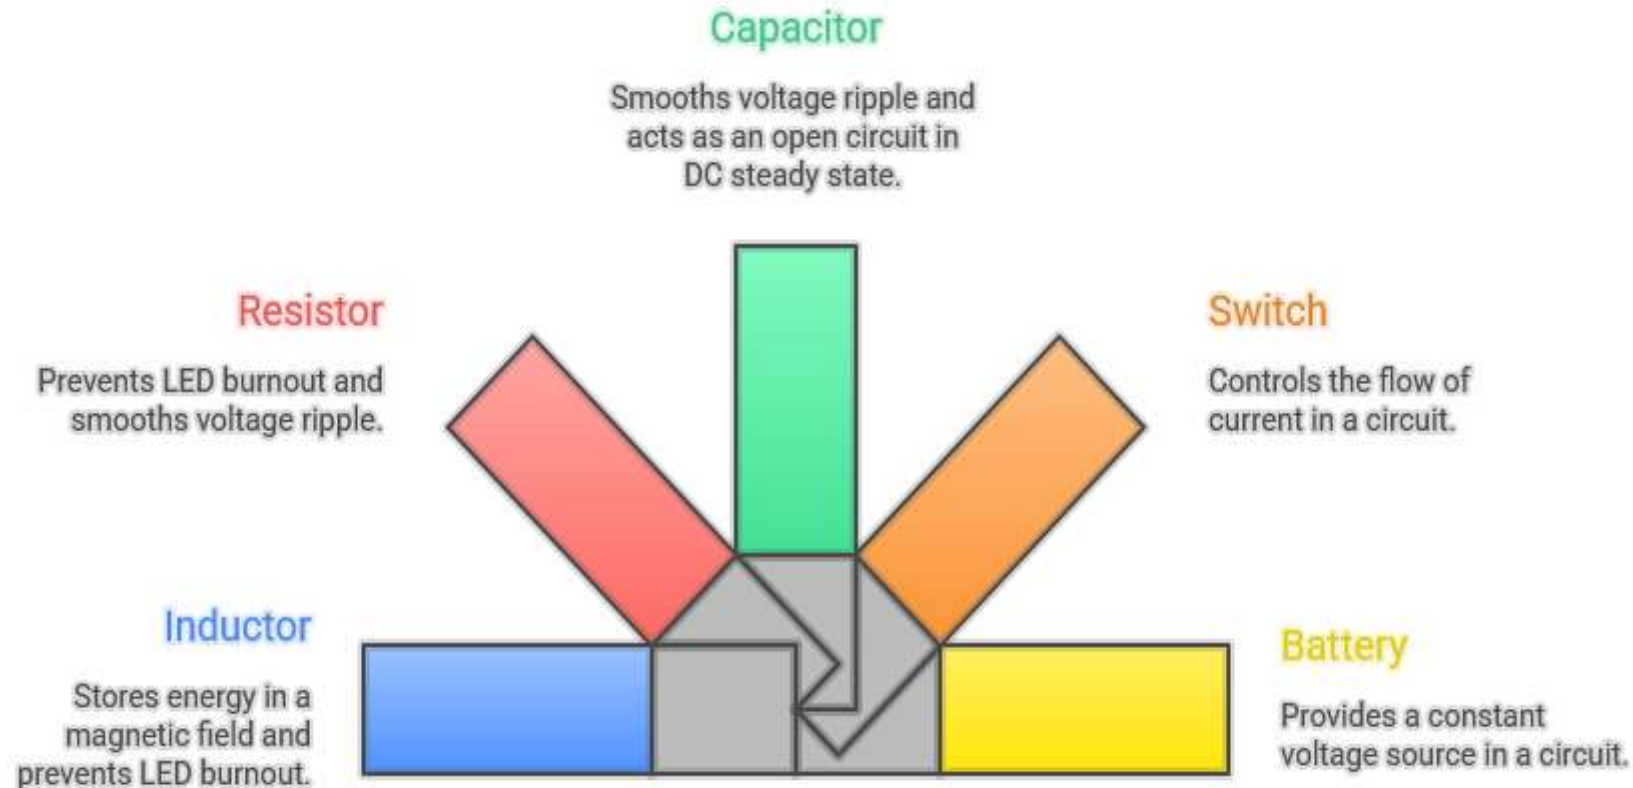 Capacitor
Smooths voltage ripple and
acts as an open circuit in
DC steady state.
Resistor
Prevents LED burnout and
smooths voltage ripple.
Switch
Controls the flow of
current in a circuit.
Inductor
Stores energy in a
magnetic field and
prevents LED burnout.
Battery
Provides a constant
voltage source in a circuit.